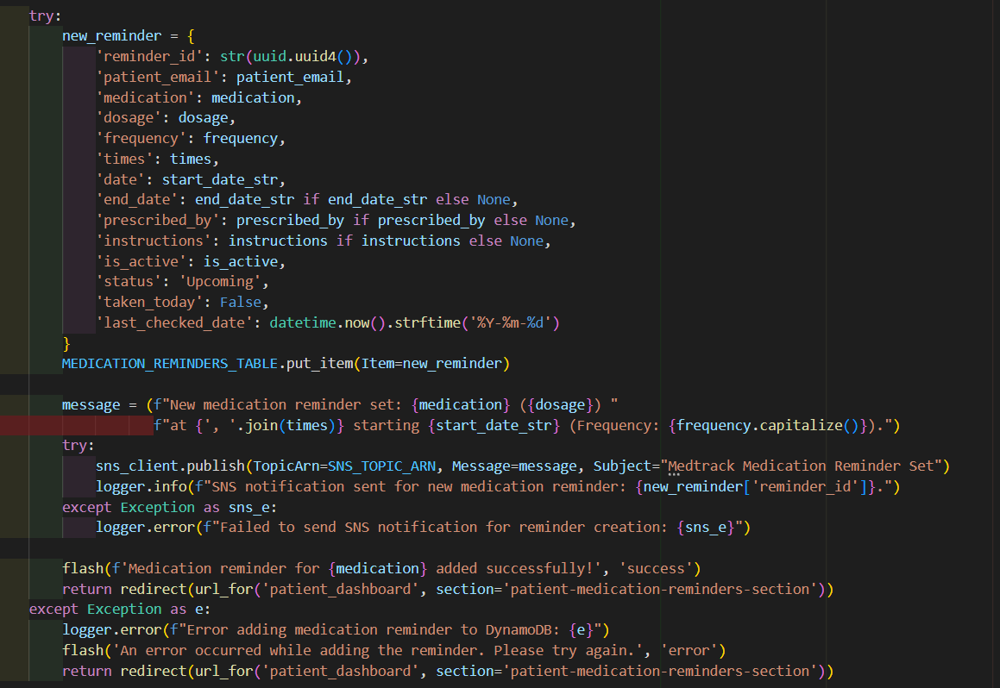 try:
    new_reminder = {
        'reminder_id': str(uuid.uuid4()),
        'patient_email': patient_email,
        'medication': medication,
        'dosage': dosage,
        'frequency': frequency,
        'times': times,
        'date': start_date_str,
        'end_date': end_date_str if end_date_str else None,
        'prescribed_by': prescribed_by if prescribed_by else None,
        'instructions': instructions if instructions else None,
        'is_active': is_active,
        'status': 'Upcoming',
        'taken_today': False,
        'last_checked_date': datetime.now().strftime('%Y-%m-%d')
    }
    MEDICATION_REMINDERS_TABLE.put_item(Item=new_reminder)

    message = (f"New medication reminder set: {medication} ({dosage}) "
               f"at {', '.join(times)} starting {start_date_str} (Frequency: {frequency.capitalize()}).")
    try:
        sns_client.publish(TopicArn=SNS_TOPIC_ARN, Message=message, Subject="Medtrack Medication Reminder Set")
        logger.info(f"SNS notification sent for new medication reminder: {new_reminder['reminder_id']}.")
    except Exception as sns_e:
        logger.error(f"Failed to send SNS notification for reminder creation: {sns_e}")

    flash(f'Medication reminder for {medication} added successfully!', 'success')
    return redirect(url_for('patient_dashboard', section='patient-medication-reminders-section'))
except Exception as e:
    logger.error(f"Error adding medication reminder to DynamoDB: {e}")
    flash('An error occurred while adding the reminder. Please try again.', 'error')
    return redirect(url_for('patient_dashboard', section='patient-medication-reminders-section'))